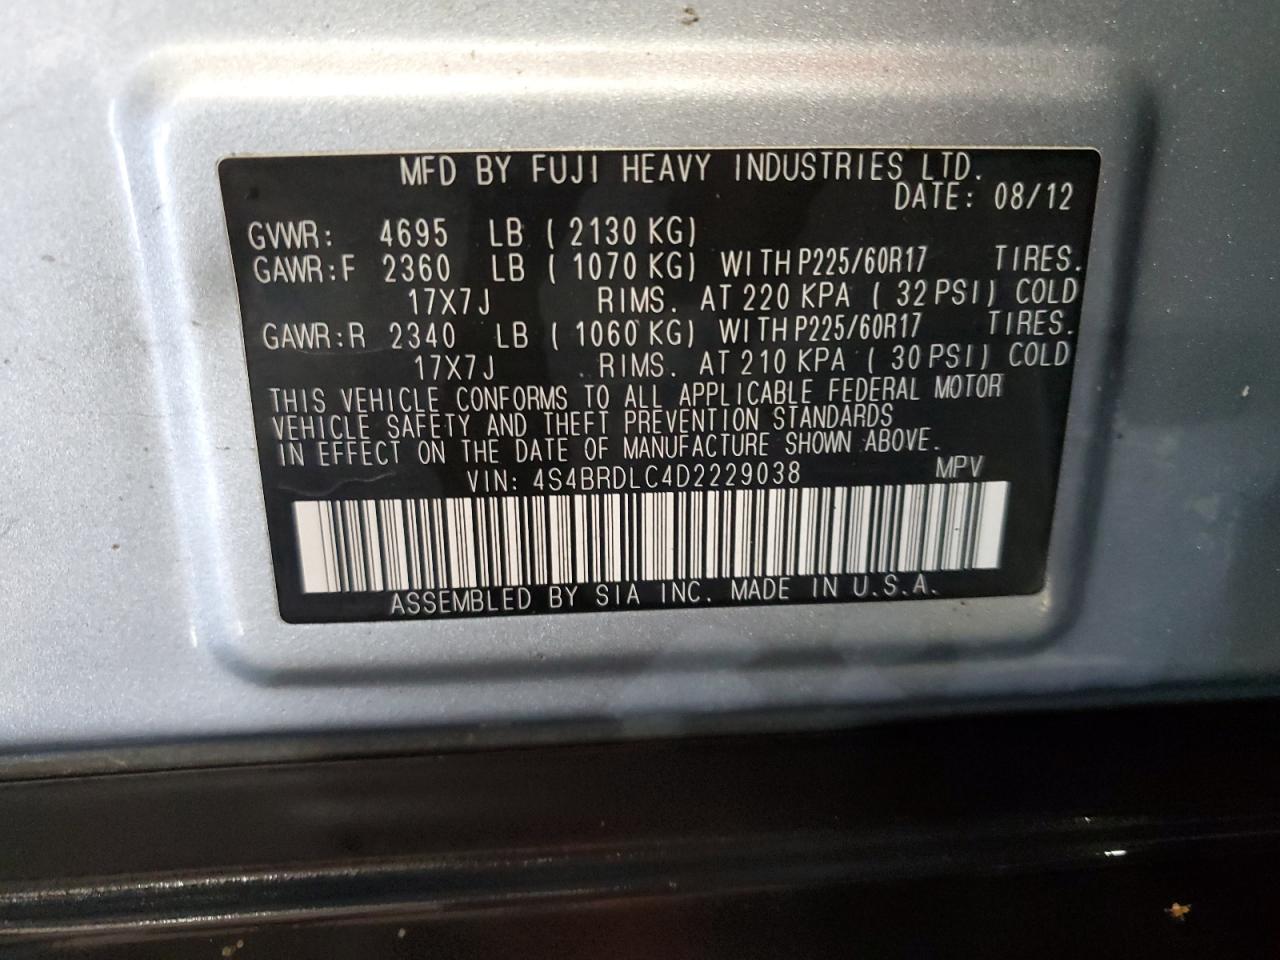 MFD BY FUJI HEAVY INDUSTRIES LTD.
DATE: 08/12
GVWR: 4695 LB ( 2130 KG)
GAWR:F 2360 LB ( 1070 KG) WITH P225/60R17 TIRES.
17X7J RIMS. AT 220 KPA ( 32 PSI) COLD
GAWR:R 2340 LB ( 1060 KG) WITH P225/60R17 TIRES.
17X7J RIMS. AT 210 KPA ( 30 PSI) COLD
THIS VEHICLE CONFORMS TO ALL APPLICABLE FEDERAL MOTOR
VEHICLE SAFETY AND THEFT PREVENTION STANDARDS
IN EFFECT ON THE DATE OF MANUFACTURE SHOWN ABOVE.
VIN: 4S4BRDLC4D2229038 MPV
ASSEMBLED BY SIA INC. MADE IN U.S.A.